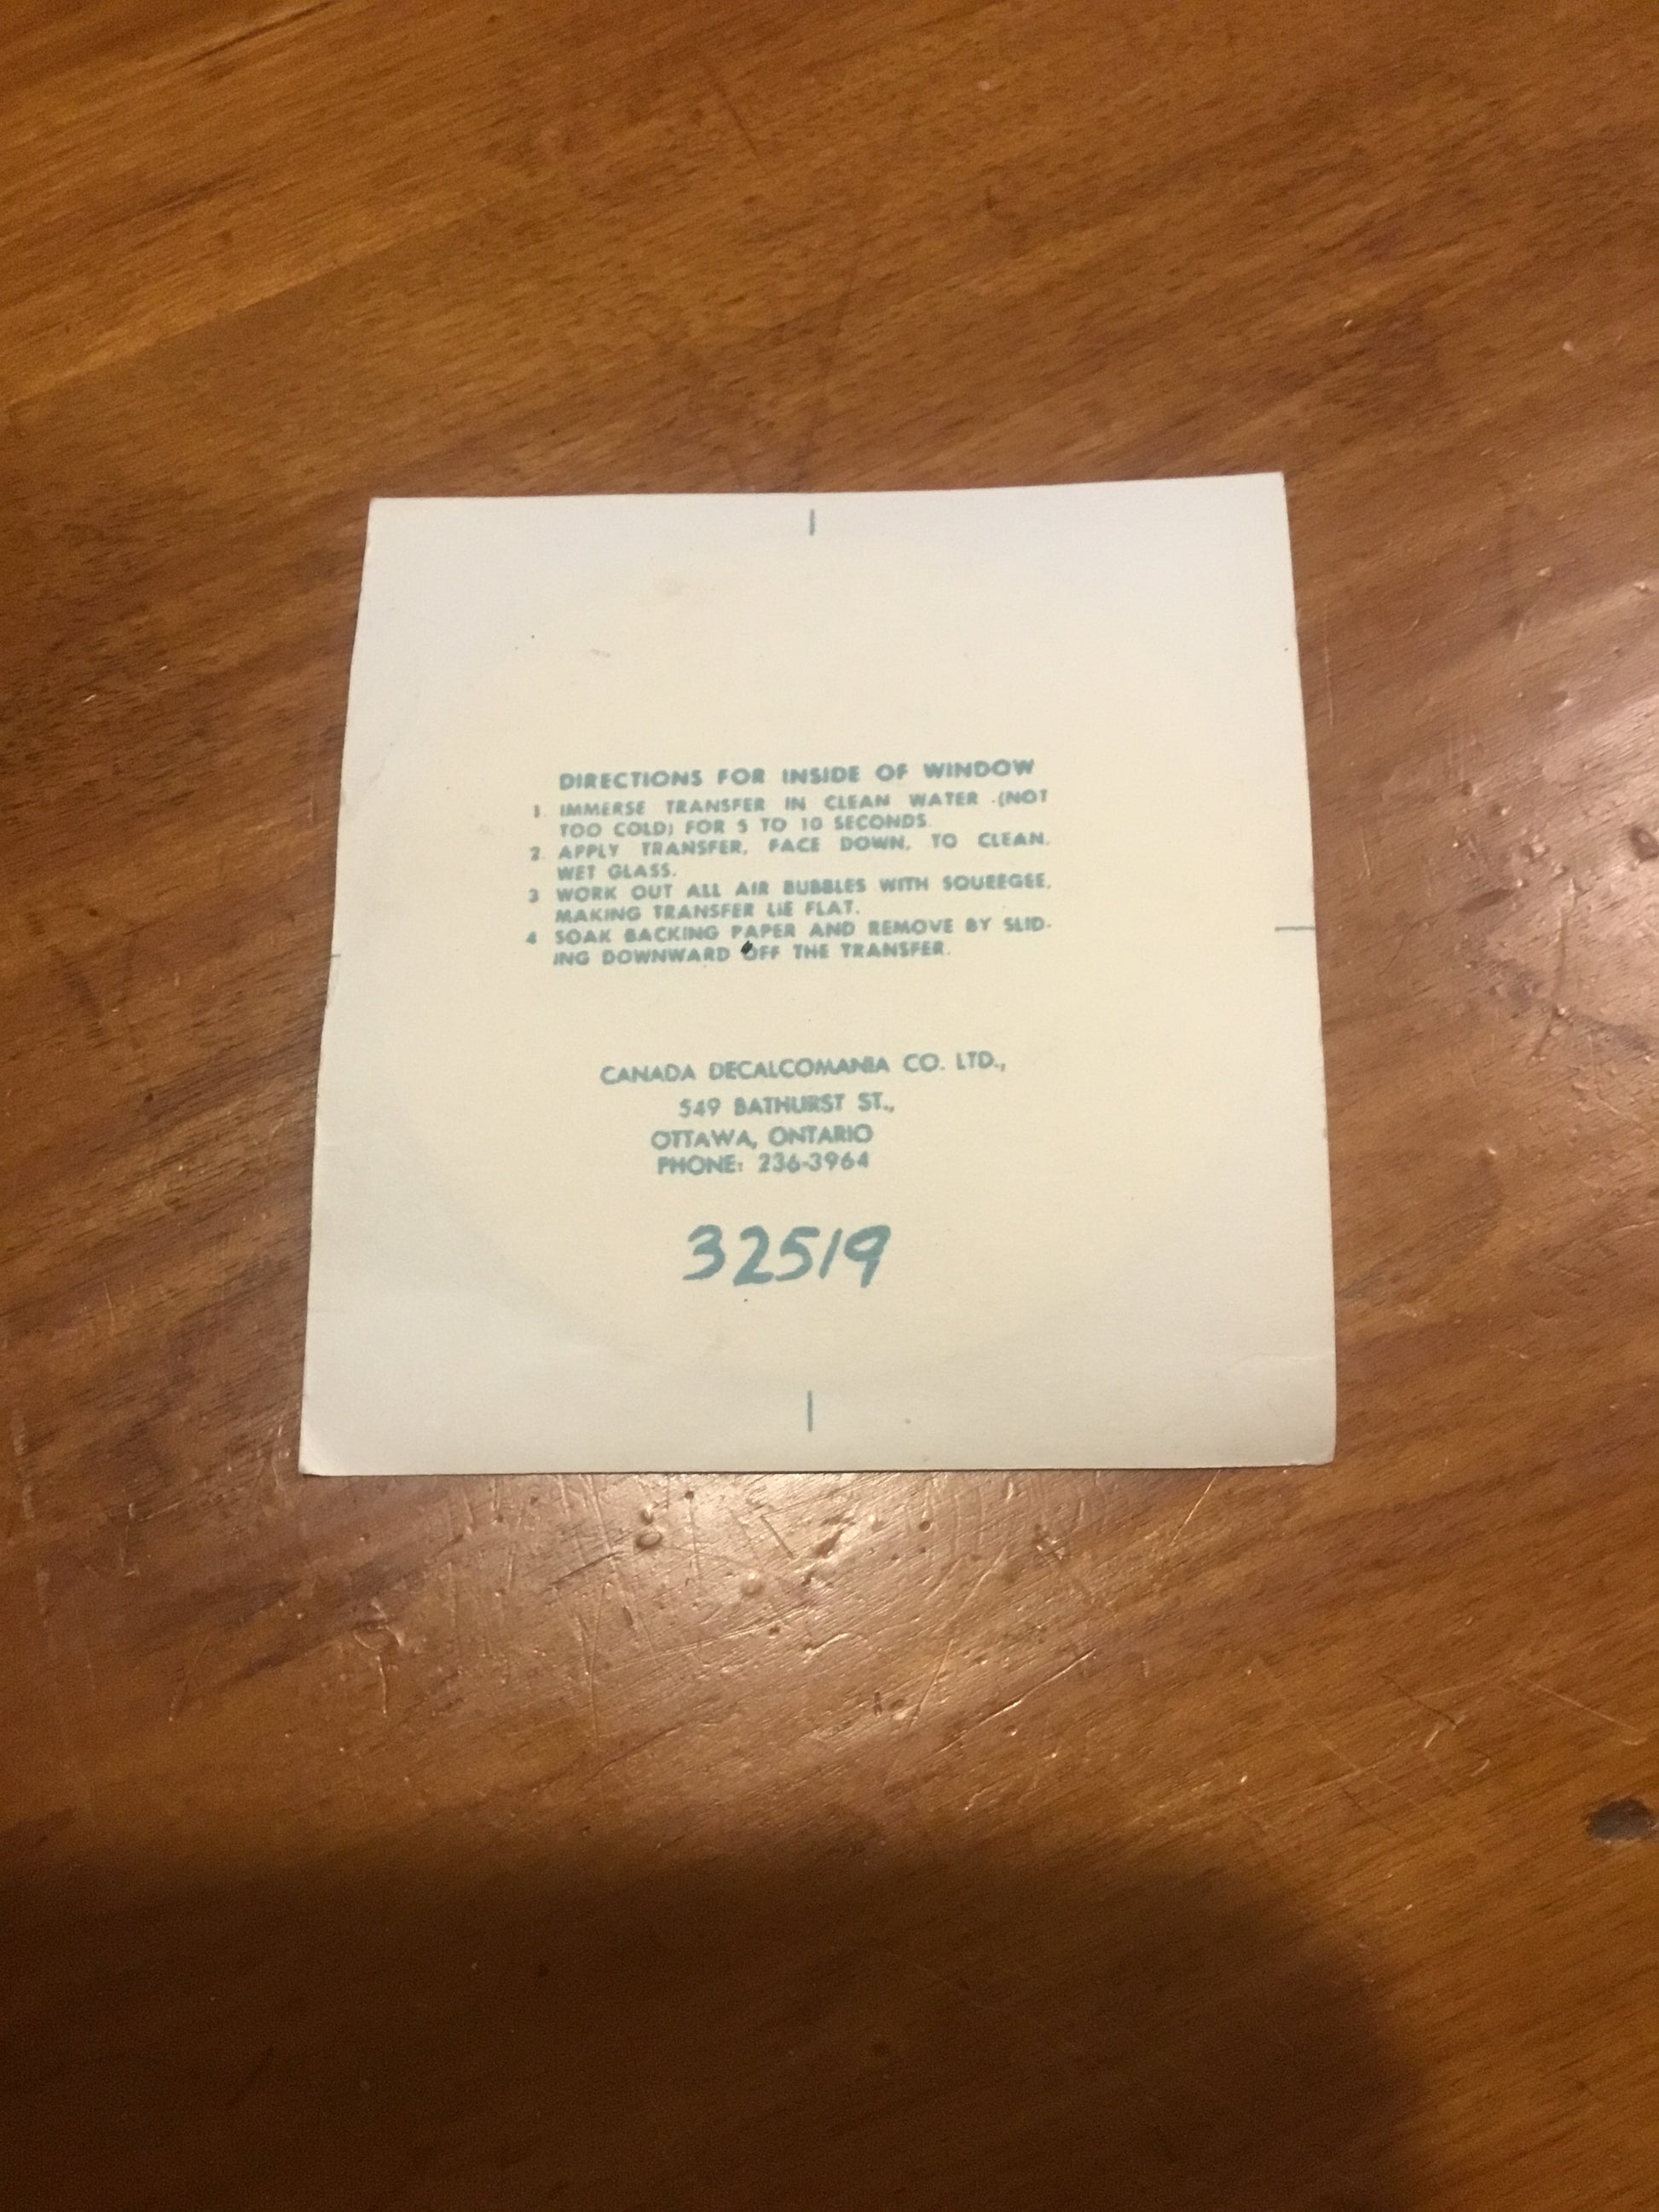 DIRECTIONS FOR INSIDE OF WINDOW
1. IMMERSE TRANSFER IN CLEAN WATER (NOT
TOO COLD) FOR 5 TO 10 SECONDS.
2. APPLY TRANSFER, FACE DOWN, TO CLEAN,
WET GLASS.
3 WORK OUT ALL AIR BUBBLES WITH SQUEEGEE,
MAKING TRANSFER LIE FLAT.
4 SOAK BACKING PAPER AND REMOVE BY SLID-
ING DOWNWARD OFF THE TRANSFER.
CANADA DECALCOMANIA CO. LTD.,
549 BATHURST ST.,
OTTAWA, ONTARIO
PHONE: 236-3964
32519